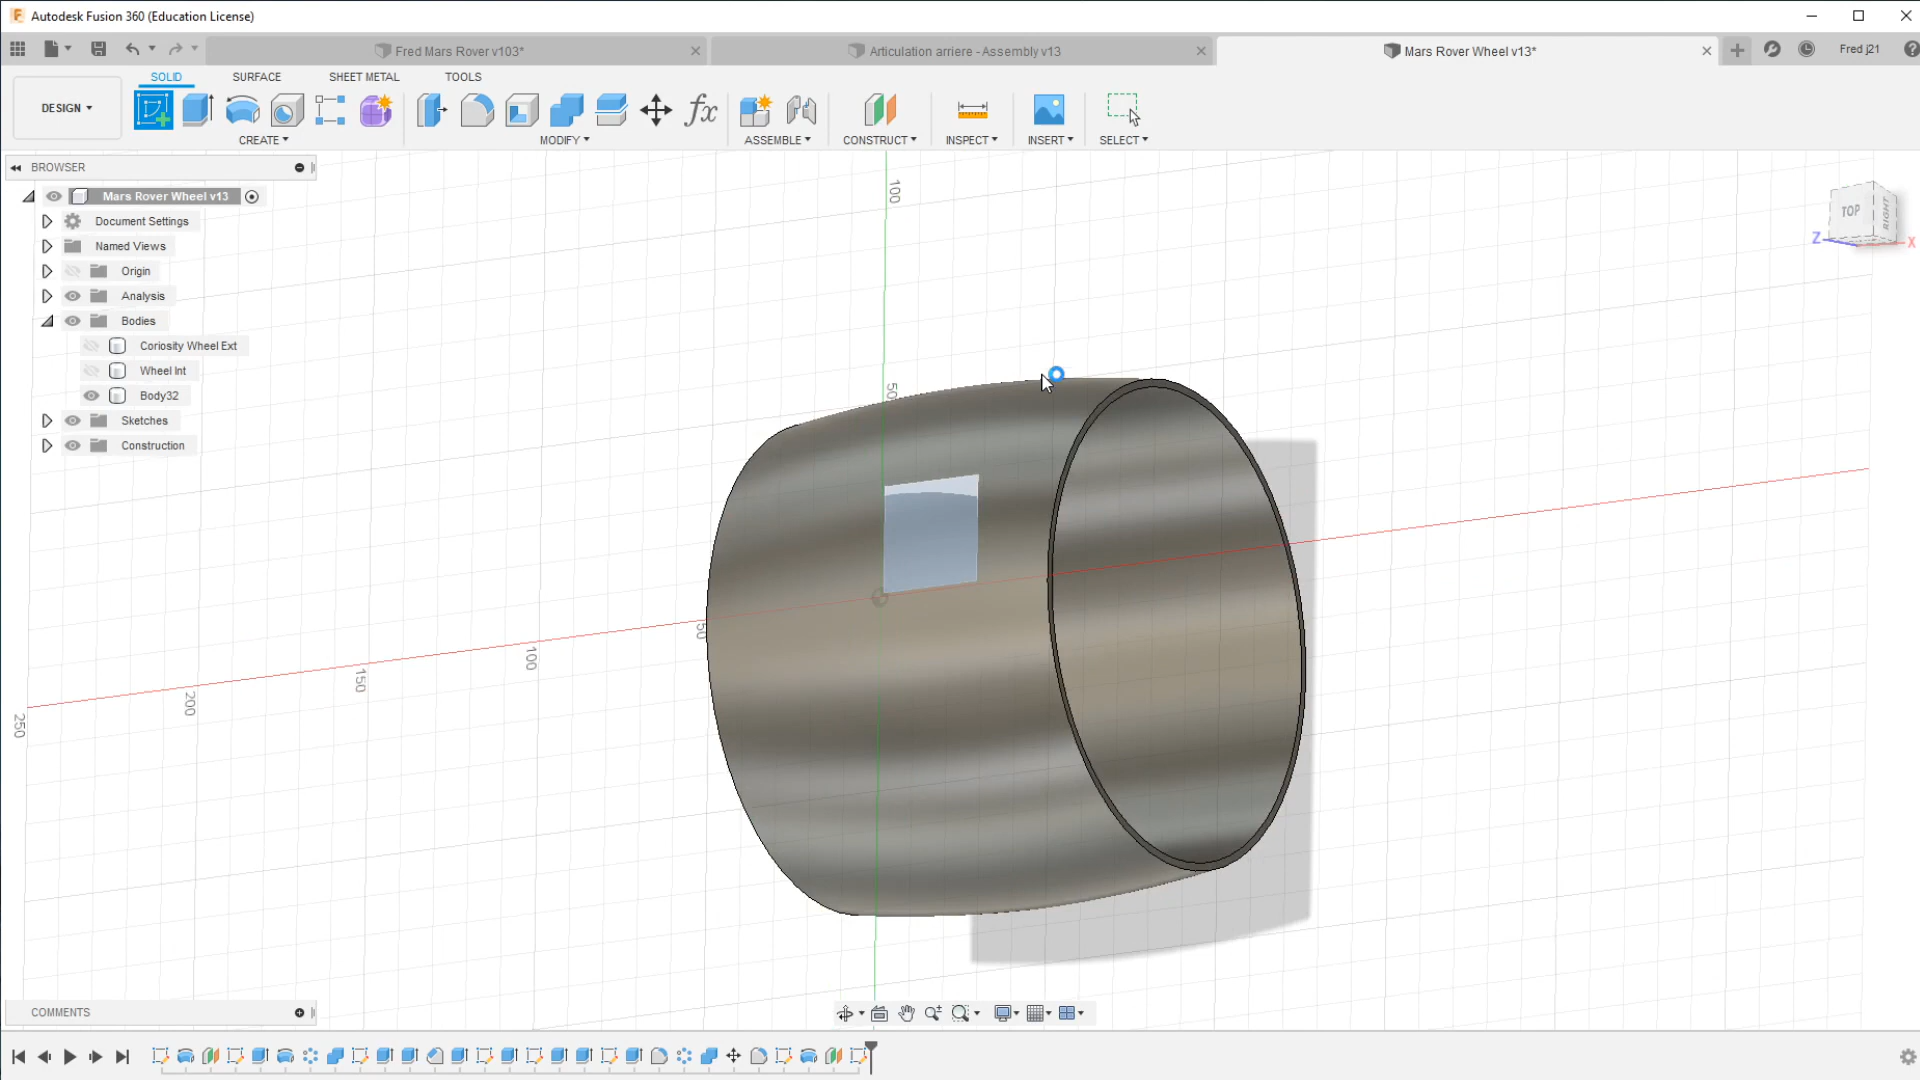 Autodesk Fusion 360 (Education License)
Fred Mars Rover v103*
Articulation arriere - Assembly v13
Mars Rover Wheel v13*
Fred j21
SOLID
SURFACE
SHEET METAL
TOOLS
DESIGN
CREATE
MODIFY
ASSEMBLE
CONSTRUCT
INSPECT
INSERT
SELECT
fx
BROWSER
Mars Rover Wheel v13
Document Settings
Named Views
Origin
Analysis
Bodies
Coriosity Wheel Ext
Wheel Int
Body32
Sketches
Construction
100
50
50
100
150
200
250
TOP
RIGHT
Z
X
COMMENTS